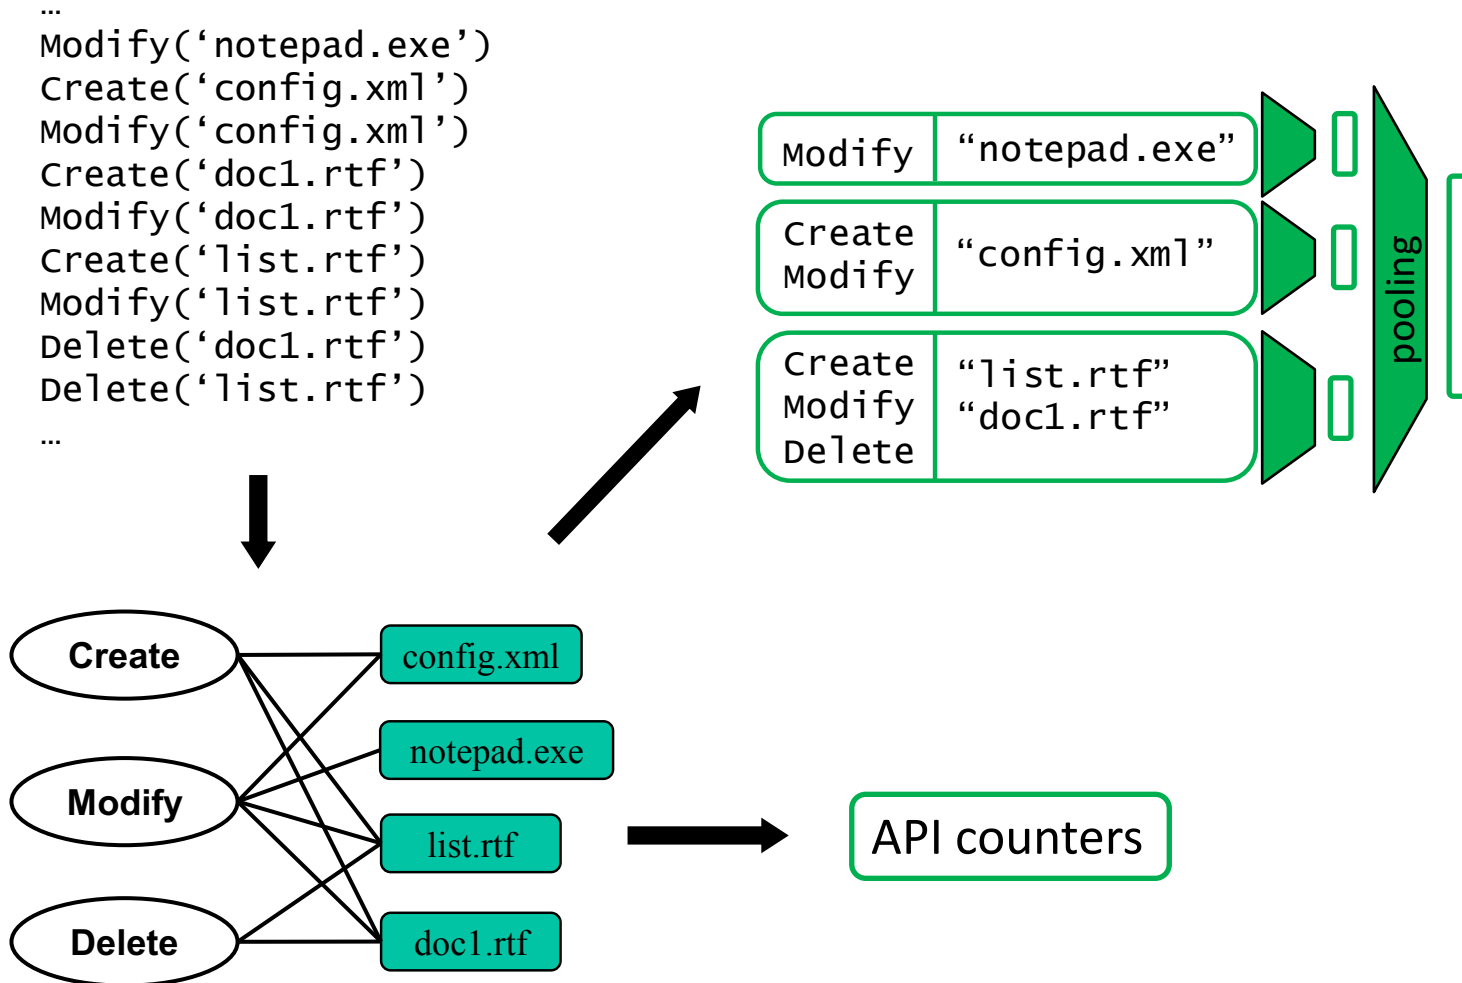 …
Modify(‘notepad.exe’)
Create(‘config.xml’)
Modify(‘config.xml’)
Create(‘doc1.rtf’)
Modify(‘doc1.rtf’)
Create(‘list.rtf’)
Modify(‘list.rtf’)
Delete(‘doc1.rtf’)
Delete(‘list.rtf’)
…
Modify “notepad.exe”
Create
Modify
“config.xml”
Create
Modify
Delete
“list.rtf”
“doc1.rtf”
pooling
Create
Modify
Delete
config.xml
notepad.exe
list.rtf
doc1.rtf
API counters